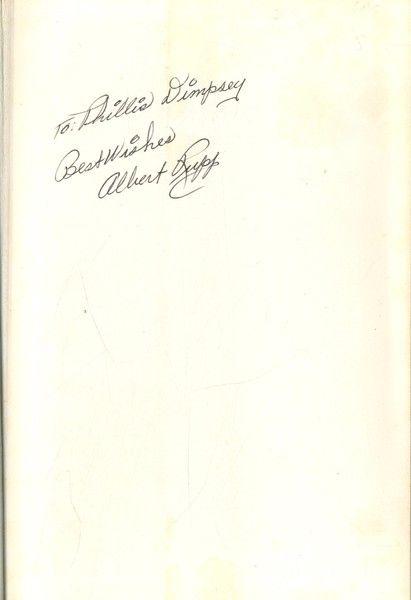 To: Phillis Dimpsey
Best Wishes
Albert Rupp